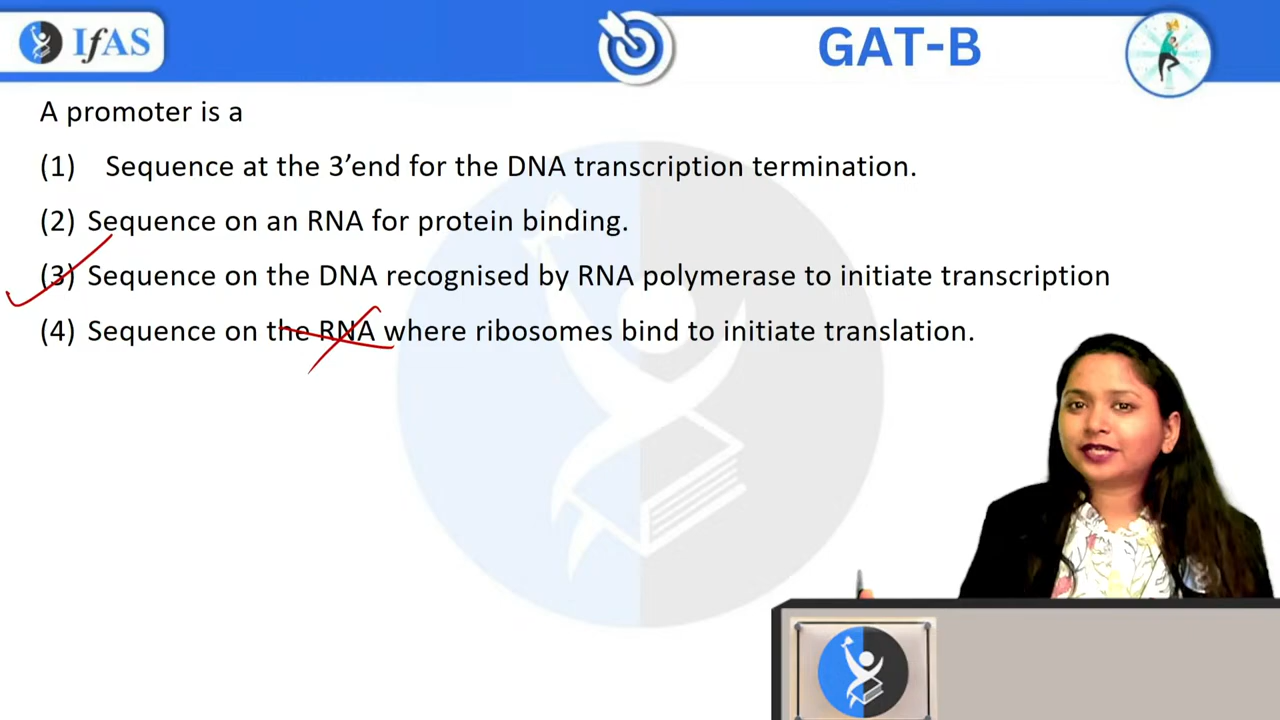 IfAS
GAT-B
A promoter is a
(1) Sequence at the 3’end for the DNA transcription termination.
(2) Sequence on an RNA for protein binding.
(3) Sequence on the DNA recognised by RNA polymerase to initiate transcription
(4) Sequence on the RNA where ribosomes bind to initiate translation.